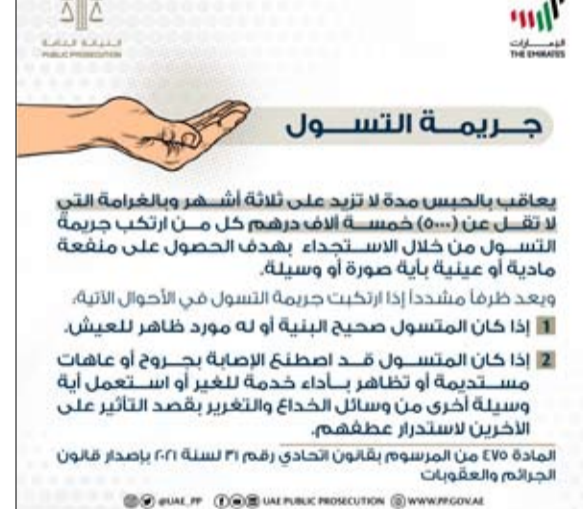 النيابة العامة
PUBLIC PROSECUTION
الإمارات
THE EMIRATES
جريمة التسول
يعاقب بالحبس مدة لا تزيد على ثلاثة أشهر وبالغرامة التي
لا تقل عن (٥٠٠٠) خمسة آلاف درهم كل من ارتكب جريمة
التسول من خلال الاستجداء بهدف الحصول على منفعة
مادية أو عينية بأية صورة أو وسيلة.
ويعد ظرفاً مشدداً إذا ارتكبت جريمة التسول في الأحوال الآتية:
1 إذا كان المتسول صحيح البنية أو له مورد ظاهر للعيش.
2 إذا كان المتسول قد اصطنع الإصابة بجروح أو عاهات
مستديمة أو تظاهر بأداء خدمة للغير أو استعمل أية
وسيلة أخرى من وسائل الخداع والتغرير بقصد التأثير على
الآخرين لاستدرار عطفهم.
المادة ٤٧٥ من المرسوم بقانون اتحادي رقم ٣١ لسنة ٢٠٢١ بإصدار قانون
الجرائم والعقوبات
@UAE_PP UAE PUBLIC PROSECUTION WWW.PP.GOV.AE